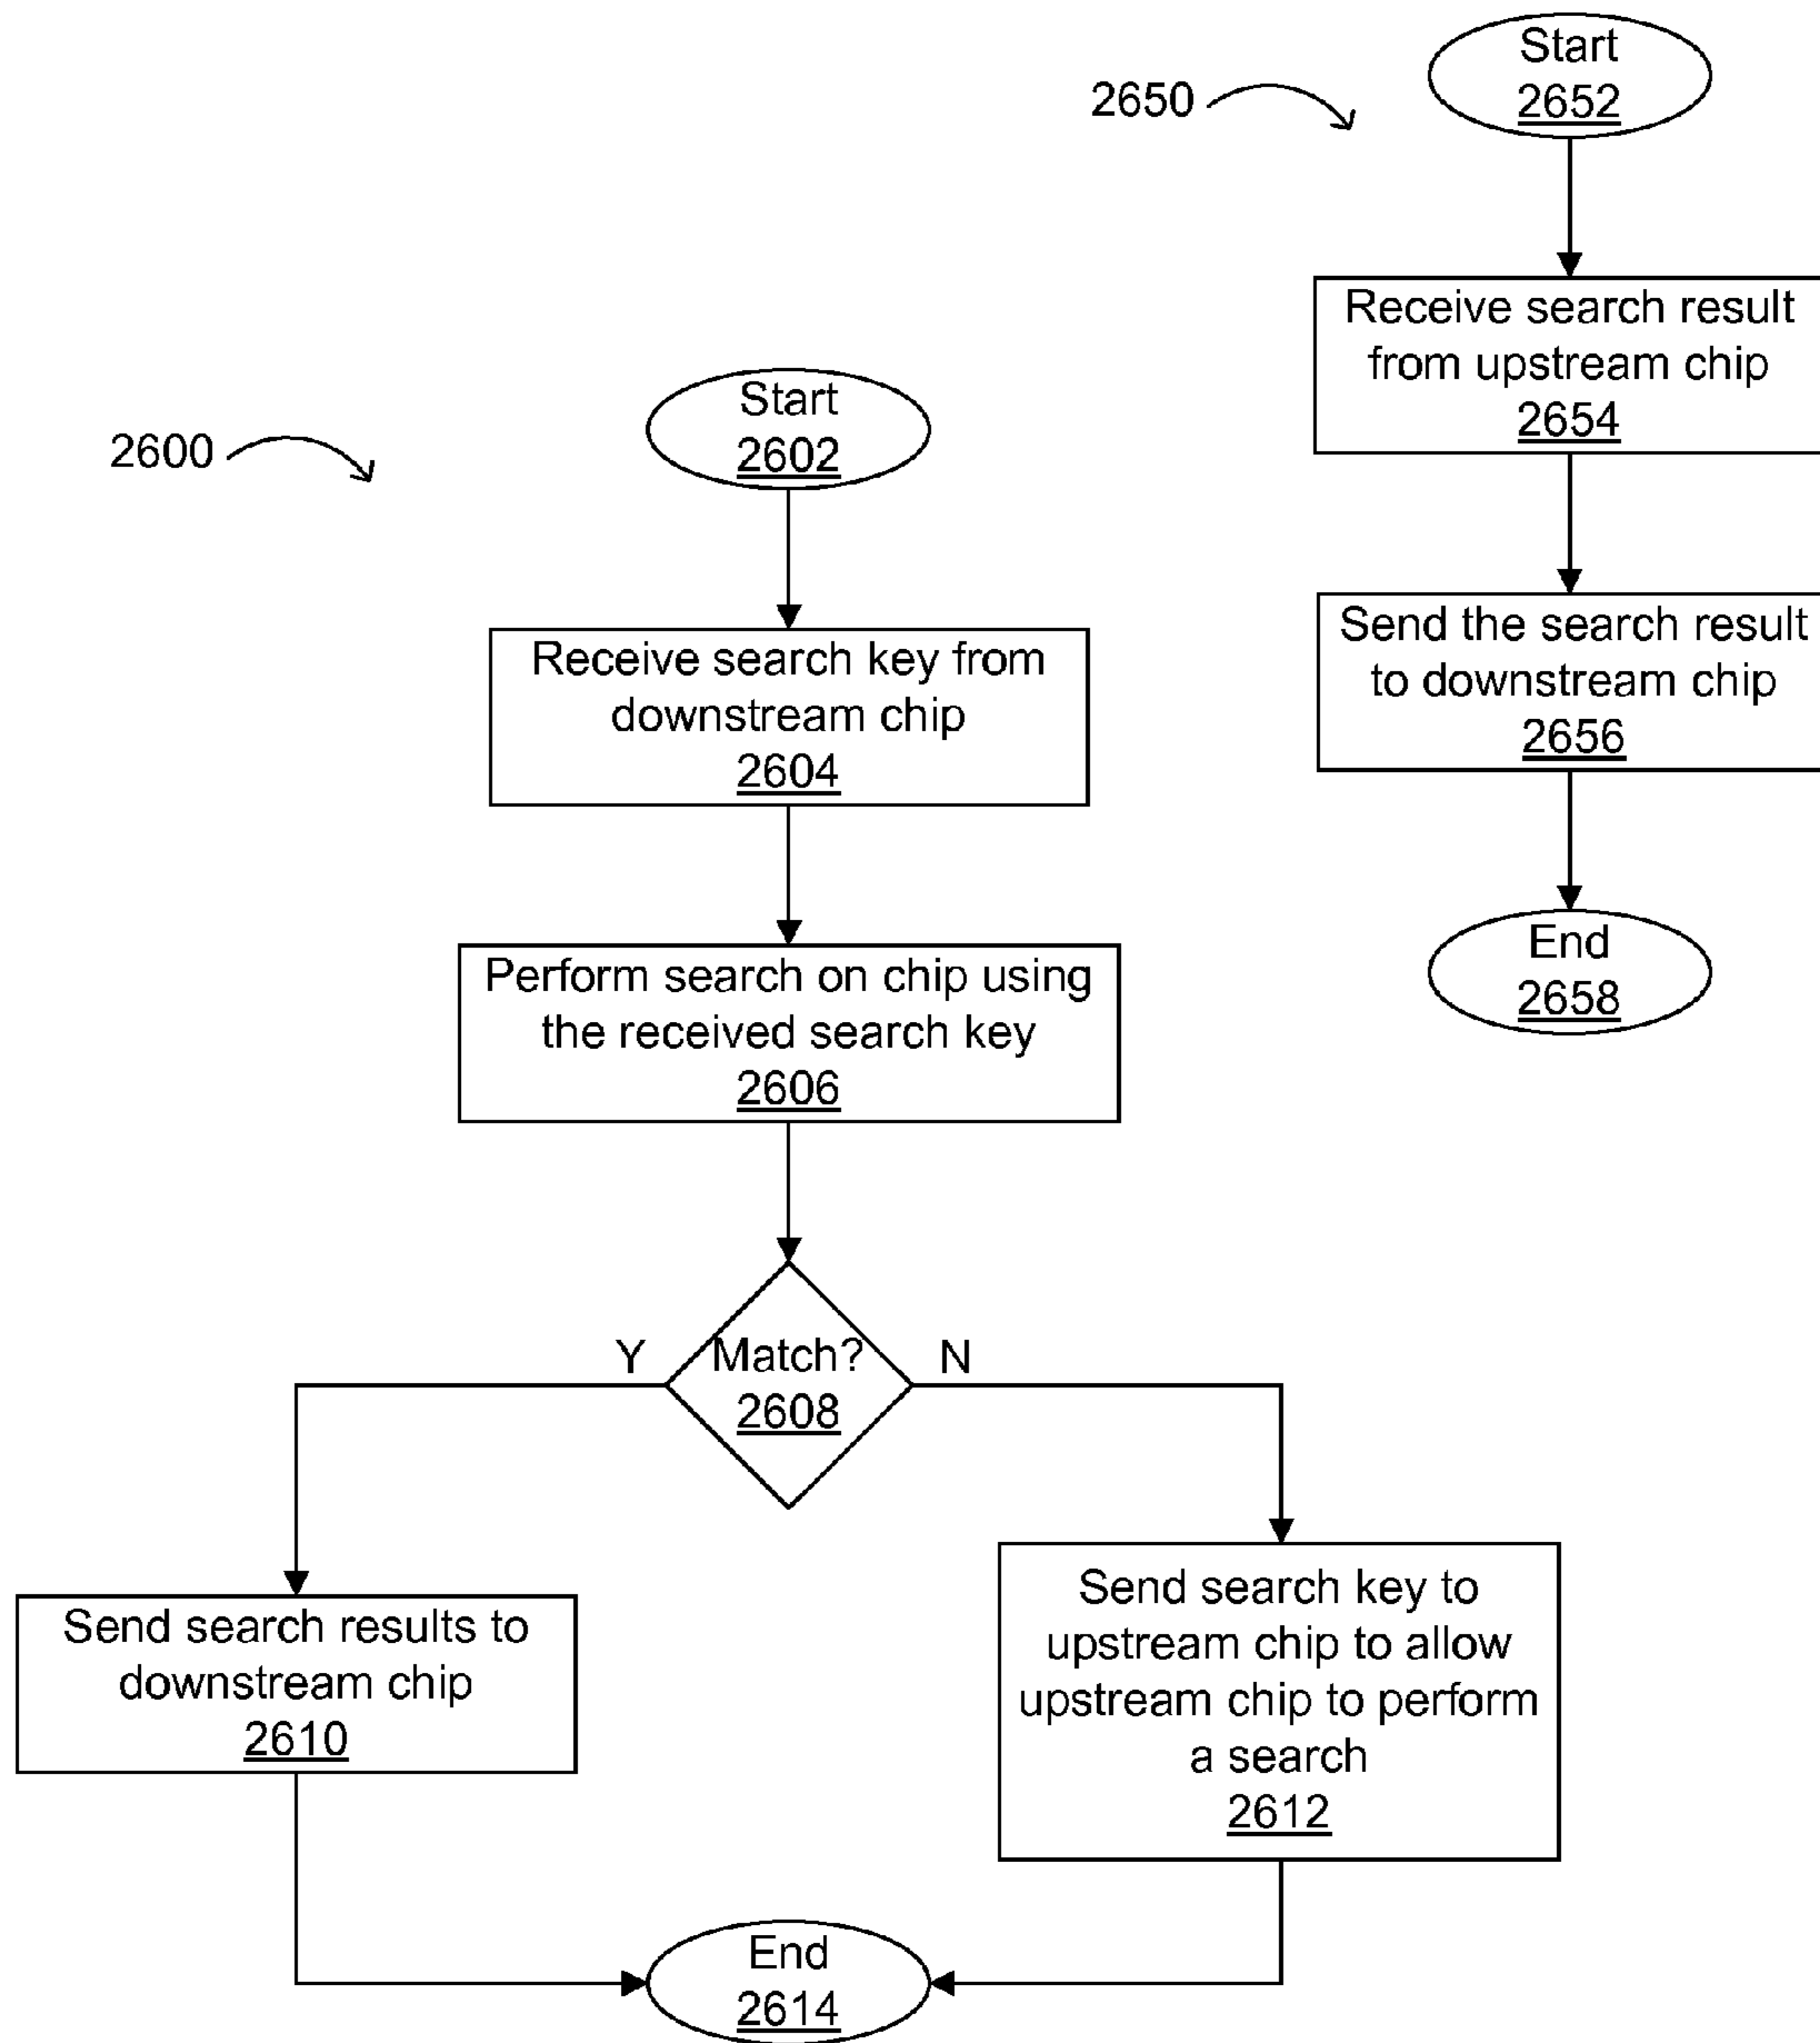 2600
Start
2602
Receive search key from
downstream chip
2604
Perform search on chip using
the received search key
2606
Match?
2608
Y
N
Send search results to
downstream chip
2610
Send search key to
upstream chip to allow
upstream chip to perform
a search
2612
End
2614
2650
Start
2652
Receive search result
from upstream chip
2654
Send the search result
to downstream chip
2656
End
2658